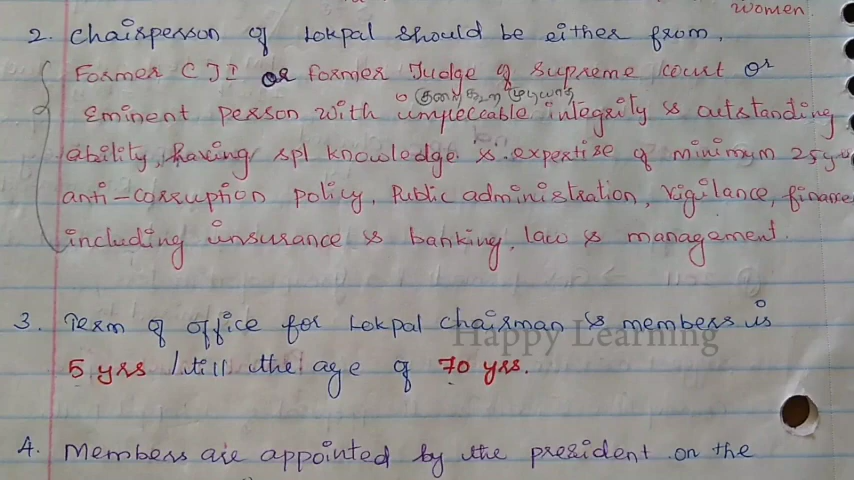 women.
2. Chairperson of Lokpal should be either from,
Former CJI or former Judge of Supreme court or
(குறைகூற முடியாத)
Eminent person with impeccable integrity & outstanding
ability, having spl knowledge & expertise of minimum 25yrs
anti-corruption policy, Public administration, vigilance, finance
including insurance & banking, law & management.
3. Term of office for Lokpal chairman & members is
Happy Learning
5 yrs / till the age of 70 yrs.
4. Members are appointed by the president on the